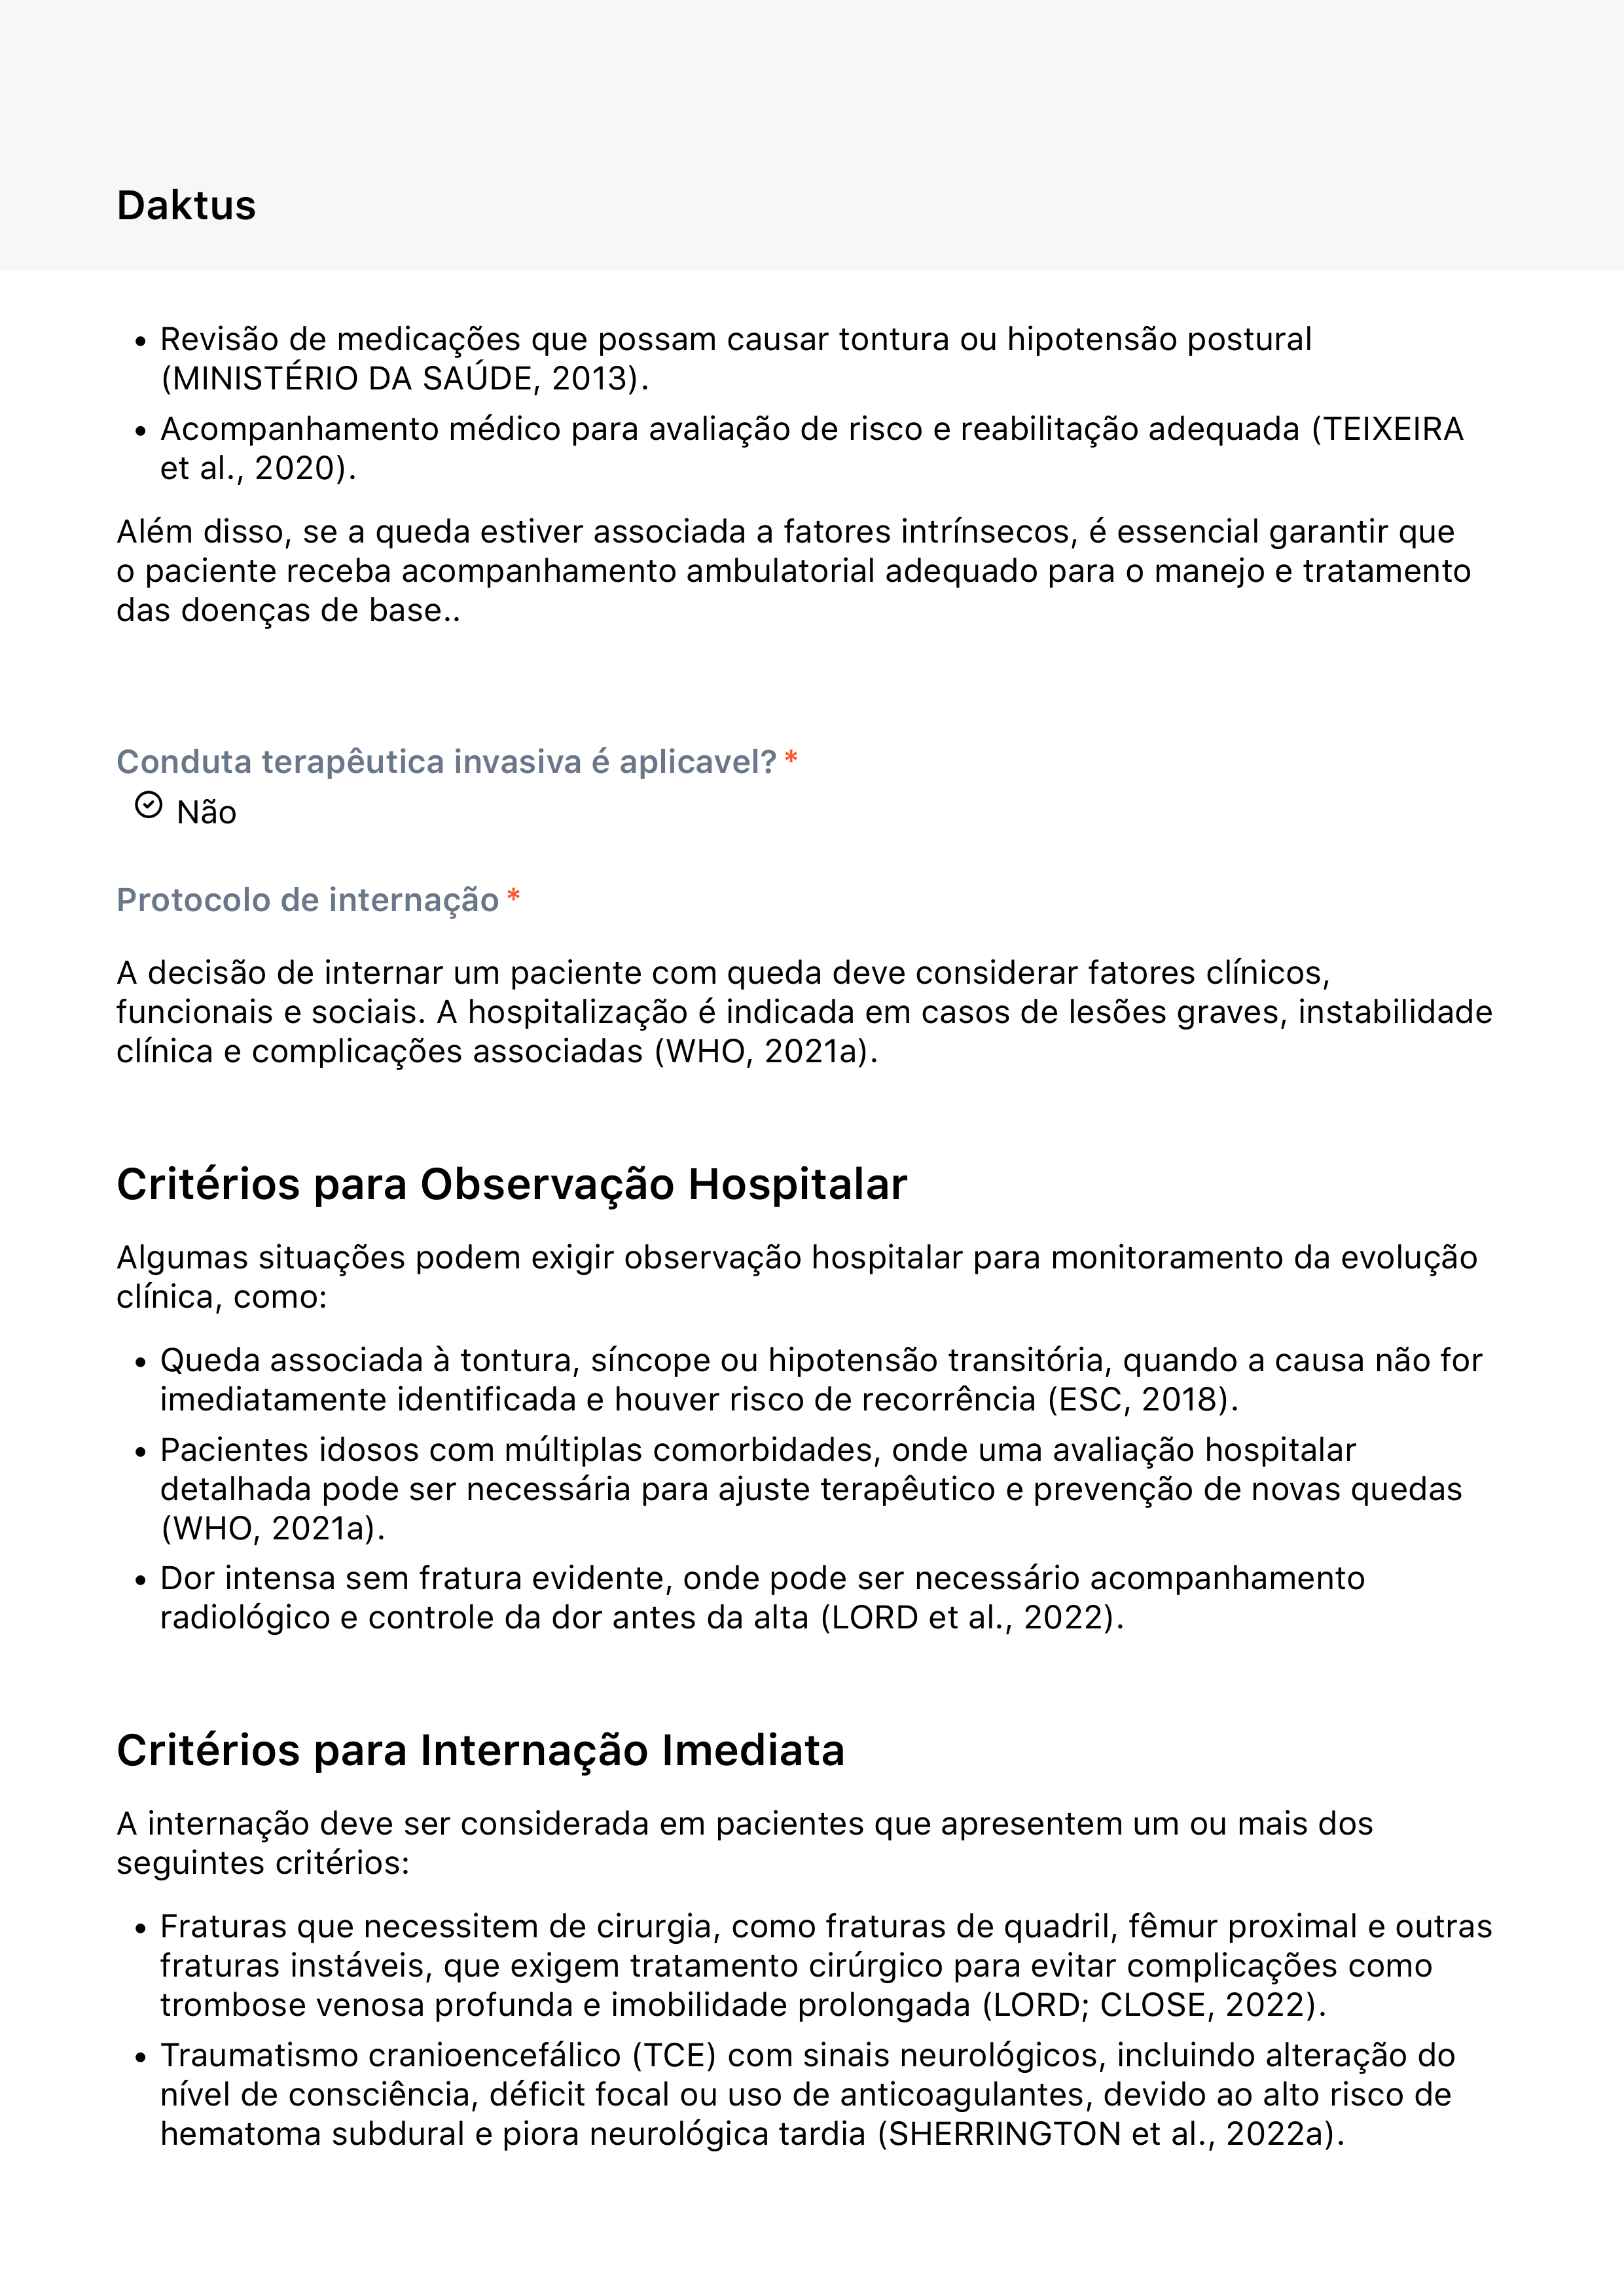 Daktus
• Revisão de medicações que possam causar tontura ou hipotensão postural
(MINISTÉRIO DA SAÚDE, 2013).
• Acompanhamento médico para avaliação de risco e reabilitação adequada (TEIXEIRA
et al., 2020).
Além disso, se a queda estiver associada a fatores intrínsecos, é essencial garantir que
o paciente receba acompanhamento ambulatorial adequado para o manejo e tratamento
das doenças de base..
Conduta terapêutica invasiva é aplicavel? *
Não
Protocolo de internação *
A decisão de internar um paciente com queda deve considerar fatores clínicos,
funcionais e sociais. A hospitalização é indicada em casos de lesões graves, instabilidade
clínica e complicações associadas (WHO, 2021a).
Critérios para Observação Hospitalar
Algumas situações podem exigir observação hospitalar para monitoramento da evolução
clínica, como:
• Queda associada à tontura, síncope ou hipotensão transitória, quando a causa não for
imediatamente identificada e houver risco de recorrência (ESC, 2018).
• Pacientes idosos com múltiplas comorbidades, onde uma avaliação hospitalar
detalhada pode ser necessária para ajuste terapêutico e prevenção de novas quedas
(WHO, 2021a).
• Dor intensa sem fratura evidente, onde pode ser necessário acompanhamento
radiológico e controle da dor antes da alta (LORD et al., 2022).
Critérios para Internação Imediata
A internação deve ser considerada em pacientes que apresentem um ou mais dos
seguintes critérios:
• Fraturas que necessitem de cirurgia, como fraturas de quadril, fêmur proximal e outras
fraturas instáveis, que exigem tratamento cirúrgico para evitar complicações como
trombose venosa profunda e imobilidade prolongada (LORD; CLOSE, 2022).
• Traumatismo cranioencefálico (TCE) com sinais neurológicos, incluindo alteração do
nível de consciência, déficit focal ou uso de anticoagulantes, devido ao alto risco de
hematoma subdural e piora neurológica tardia (SHERRINGTON et al., 2022a).